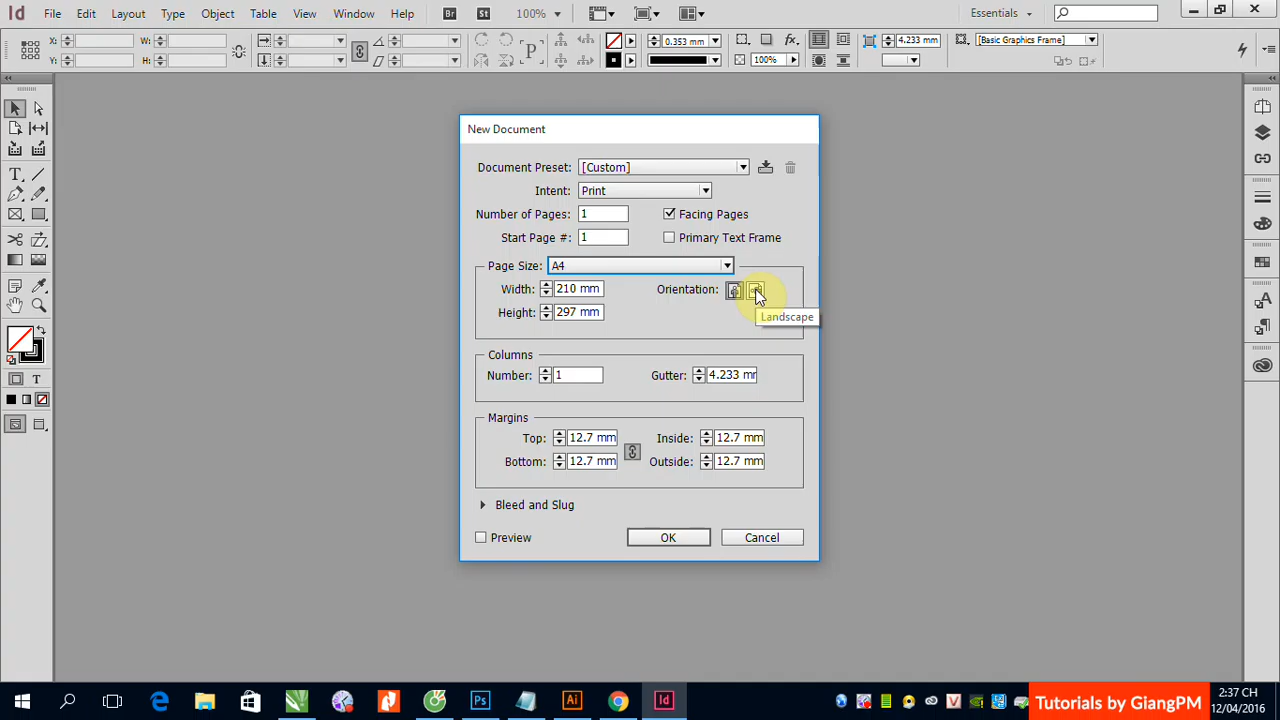 Id File Edit Layout Type Object Table View Window Help Br St 100% Essentials
X: W: 0.353 mm fx 4.233 mm [Basic Graphics Frame]
Y: H: P 100%
New Document
Document Preset: [Custom]
Intent: Print
Number of Pages: 1 Facing Pages
Start Page #: 1 Primary Text Frame
Page Size: A4
Width: 210 mm Orientation:
Height: 297 mm Landscape
Columns
Number: 1 Gutter: 4.233 mr
Margins
Top: 12.7 mm Inside: 12.7 mm
Bottom: 12.7 mm Outside: 12.7 mm
Bleed and Slug
Preview OK Cancel
Ps Ai Id
Tutorials by GiangPM
2:37 CH
12/04/2016